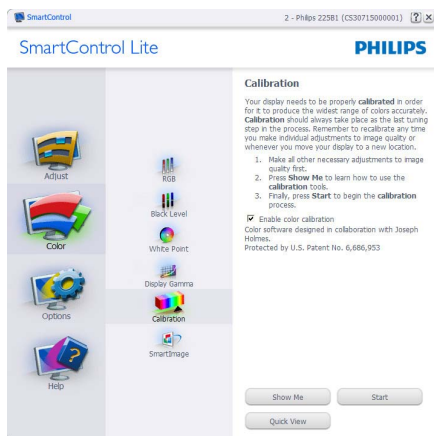 SmartControl
2 - Philips 225B1 (CS30715000001)
?
X
SmartControl Lite
PHILIPS
Adjust
Color
Options
Help
RGB
Black Level
White Point
Display Gamma
Calibration
SmartImage
Calibration
Your display needs to be properly calibrated in order
for it to produce the widest range of colors accurately.
Calibration should always take place as the last tuning
step in the process. Remember to recalibrate any time
you make individual adjustments to image quality or
whenever you move your display to a new location.
1. Make all other necessary adjustments to image
quality first.
2. Press Show Me to learn how to use the
calibration tools.
3. Finally, press Start to begin the calibration
process.
Enable color calibration
Color software designed in collaboration with Joseph
Holmes.
Protected by U.S. Patent No. 6,686,953
Show Me
Start
Quick View